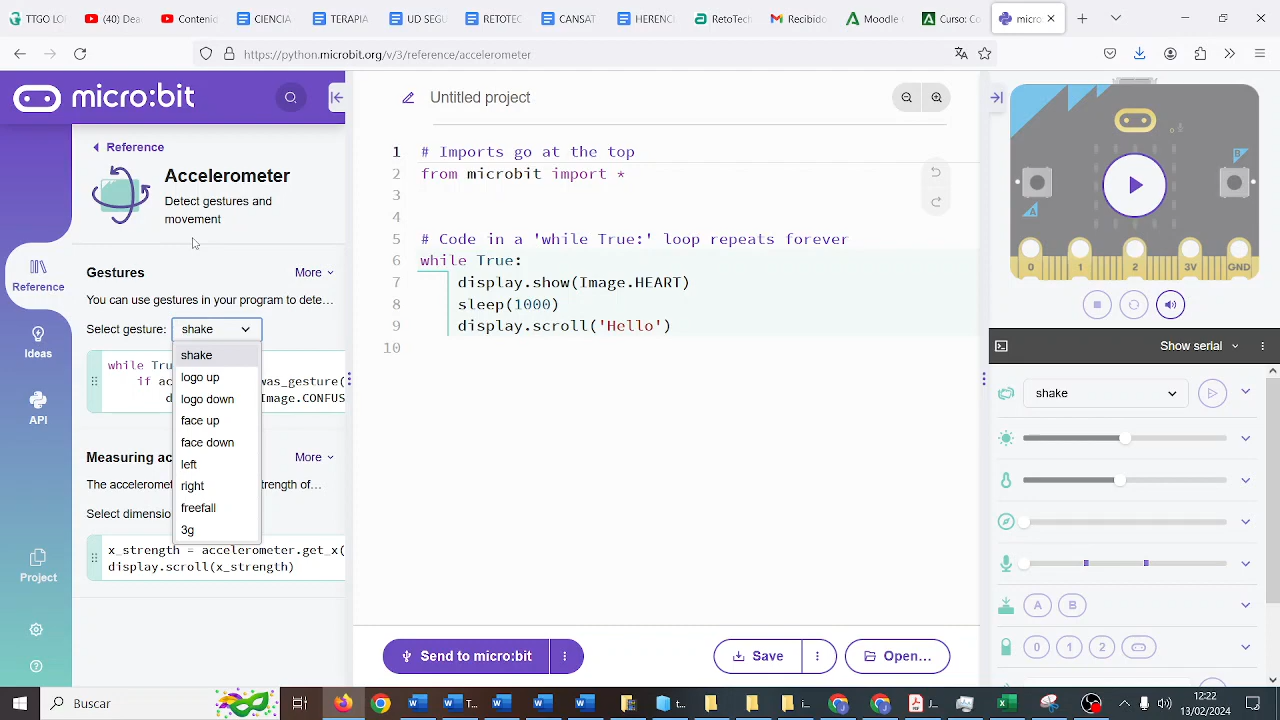 TTGO LOI
(40)
Contenid
CIENCI
TERARIA
UD SEGU
RETOTEC
CANSAT
HERENC
RetoTech
Recibido
Moodle
Curso: C
micro
https://python.microbit.org/v/3/reference/accelerometer
micro:bit
Untitled project
Reference
Accelerometer
Detect gestures and
movement
Gestures
More
You can use gestures in your program to dete…
Select gesture:
shake
shake
logo up
logo down
face up
face down
left
right
freefall
3g
while Tru
if ac
was_gesture(
d
Image.CONFUS
Measuring ac
More
The acceleromet
strength of…
Select dimensio
x_strength = accelerometer.get_x(
display.scroll(x_strength)
Reference
Ideas
API
Project
1
2
3
4
5
6
7
8
9
10
# Imports go at the top
from microbit import *
# Code in a 'while True:' loop repeats forever
while True:
display.show(Image.HEART)
sleep(1000)
display.scroll('Hello')
Send to micro:bit
Save
Open...
A
B
0
1
2
3V
GND
Show serial
shake
A
B
0
1
2
Buscar
12:22
13/02/2024